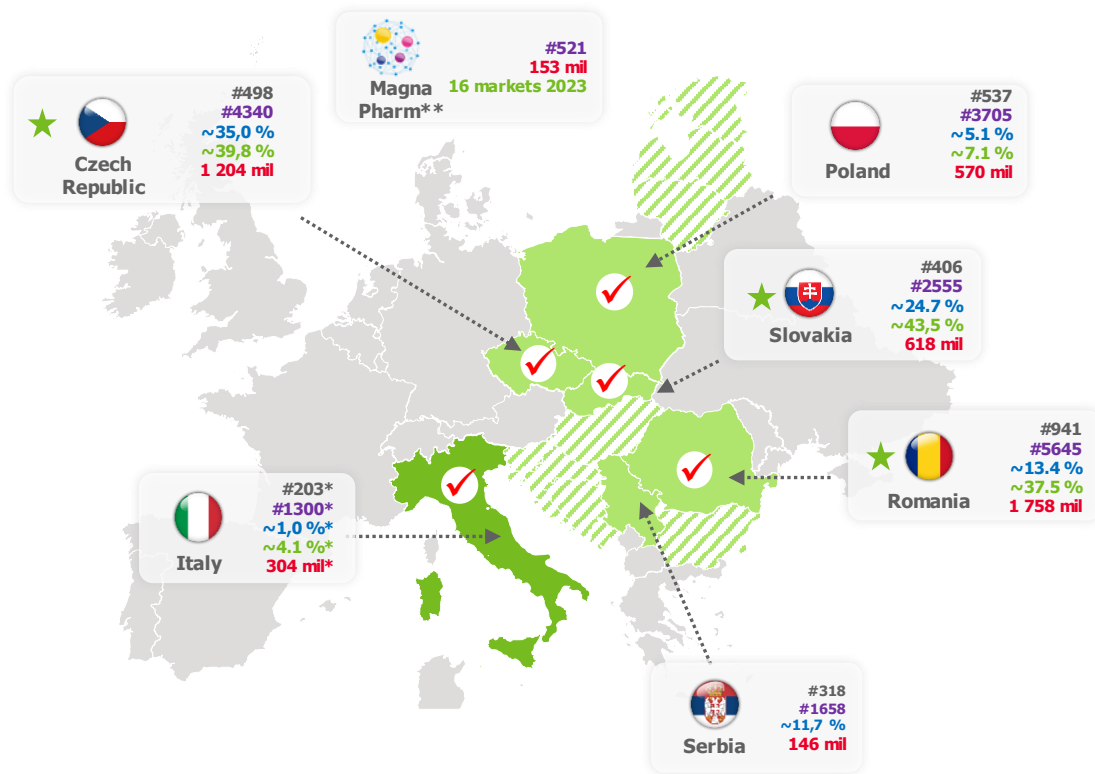 Magna
Pharm**
#521
153 mil
16 markets 2023
Czech
Republic
#498
#4340
~35,0 %
~39,8 %
1 204 mil
Poland
#537
#3705
~5.1 %
~7.1 %
570 mil
Slovakia
#406
#2555
~24.7 %
~43,5 %
618 mil
Romania
#941
#5645
~13.4 %
~37.5 %
1 758 mil
Italy
#203*
#1300*
~1,0 %*
~4.1 %*
304 mil*
Serbia
#318
#1658
~11,7 %
146 mil